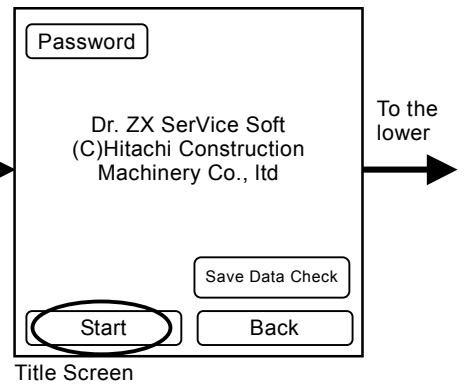 Password
Dr. ZX SerVice Soft
(C)Hitachi Construction
Machinery Co., ltd
To the
lower
Save Data Check
Start
Back
Title Screen